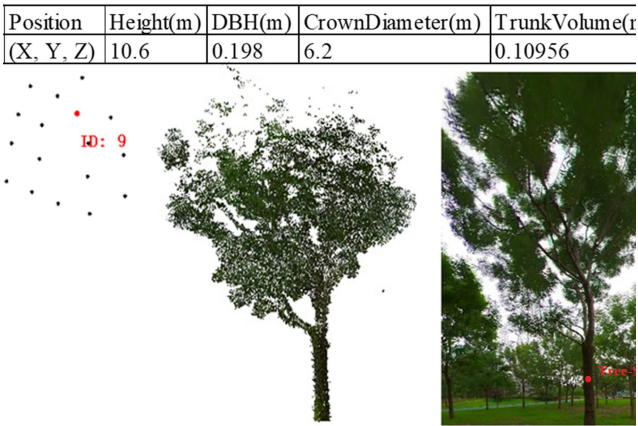 Position Height(m) DBH(m) CrownDiameter(m)
(X, Y, Z) 10.6 0.198 6.2 0.10956
ID: 9